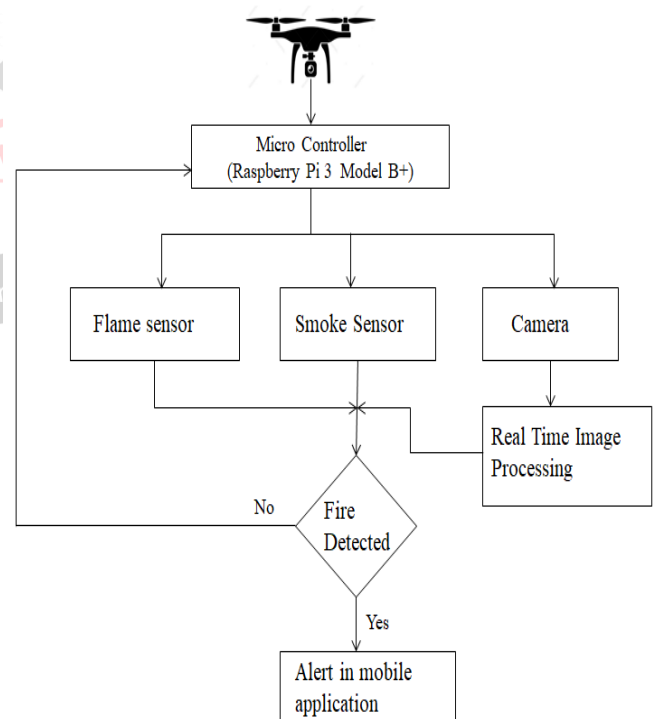 Micro Controller
(Raspberry Pi 3 Model B+)
Flame sensor
Smoke Sensor
Camera
Real Time Image
Processing
No
Fire
Detected
Yes
Alert in mobile
application